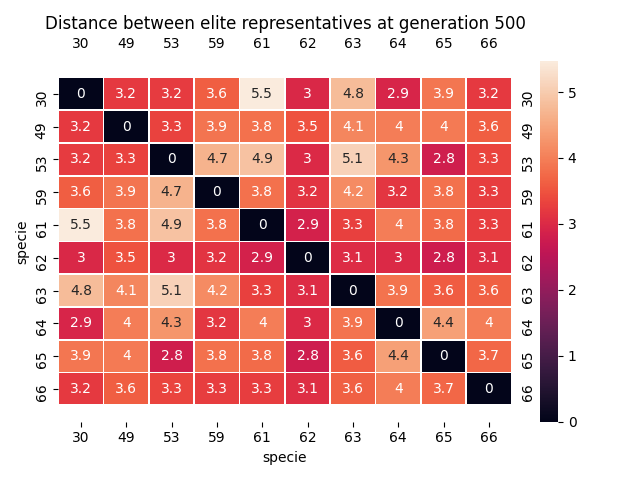 Distance between elite representatives at generation 500
30 49 53 59 61 62 63 64 65 66
30 0 3.2 3.2 3.6 5.5 3 4.8 2.9 3.9 3.2 30
49 3.2 0 3.3 3.9 3.8 3.5 4.1 4 4 3.6 49
53 3.2 3.3 0 4.7 4.9 3 5.1 4.3 2.8 3.3 53
59 3.6 3.9 4.7 0 3.8 3.2 4.2 3.2 3.8 3.3 59
61 5.5 3.8 4.9 3.8 0 2.9 3.3 4 3.8 3.3 61
62 3 3.5 3 3.2 2.9 0 3.1 3 2.8 3.1 62
63 4.8 4.1 5.1 4.2 3.3 3.1 0 3.9 3.6 3.6 63
64 2.9 4 4.3 3.2 4 3 3.9 0 4.4 4 64
65 3.9 4 2.8 3.8 3.8 2.8 3.6 4.4 0 3.7 65
66 3.2 3.6 3.3 3.3 3.3 3.1 3.6 4 3.7 0 66
30 49 53 59 61 62 63 64 65 66
specie
specie
5
4
3
2
1
0